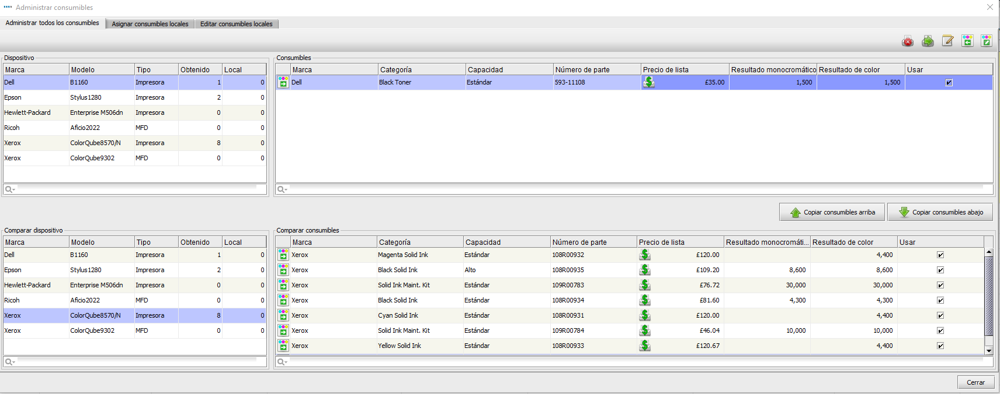 Administrar consumibles
Administrar todos los consumibles Asignar consumibles locales Editar consumibles locales
Dispositivo
Marca Modelo Tipo Obtenido Local
Dell B1160 Impresora 1 0
Epson Stylus1280 Impresora 2 0
Hewlett-Packard Enterprise M506dn Impresora 0 0
Ricoh Aficio2022 MFD 0 0
Xerox ColorQube8570/N Impresora 8 0
Xerox ColorQube9302 MFD 0 0
Consumibles
Marca Categoría Capacidad Número de parte Precio de lista Resultado monocromático Resultado de color Usar
Dell Black Toner Estándar 593-11108 £35.00 1,500 1,500
Copiar consumibles arriba Copiar consumibles abajo
Comparar dispositivo
Marca Modelo Tipo Obtenido Local
Dell B1160 Impresora 1 0
Epson Stylus1280 Impresora 2 0
Hewlett-Packard Enterprise M506dn Impresora 0 0
Ricoh Aficio2022 MFD 0 0
Xerox ColorQube8570/N Impresora 8 0
Xerox ColorQube9302 MFD 0 0
Comparar consumibles
Marca Categoría Capacidad Número de parte Precio de lista Resultado monocromáti... Resultado de color Usar
Xerox Magenta Solid Ink Estándar 108R00932 £120.00 4,400
Xerox Black Solid Ink Alto 108R00935 £109.20 8,600 8,600
Xerox Solid Ink Maint. Kit Estándar 109R00783 £76.72 30,000 30,000
Xerox Black Solid Ink Estándar 108R00934 £81.60 4,300 4,300
Xerox Cyan Solid Ink Estándar 108R00931 £120.00 4,400
Xerox Solid Ink Maint. Kit Estándar 109R00784 £46.04 10,000 10,000
Xerox Yellow Solid Ink Estándar 108R00933 £120.67 4,400
Cerrar